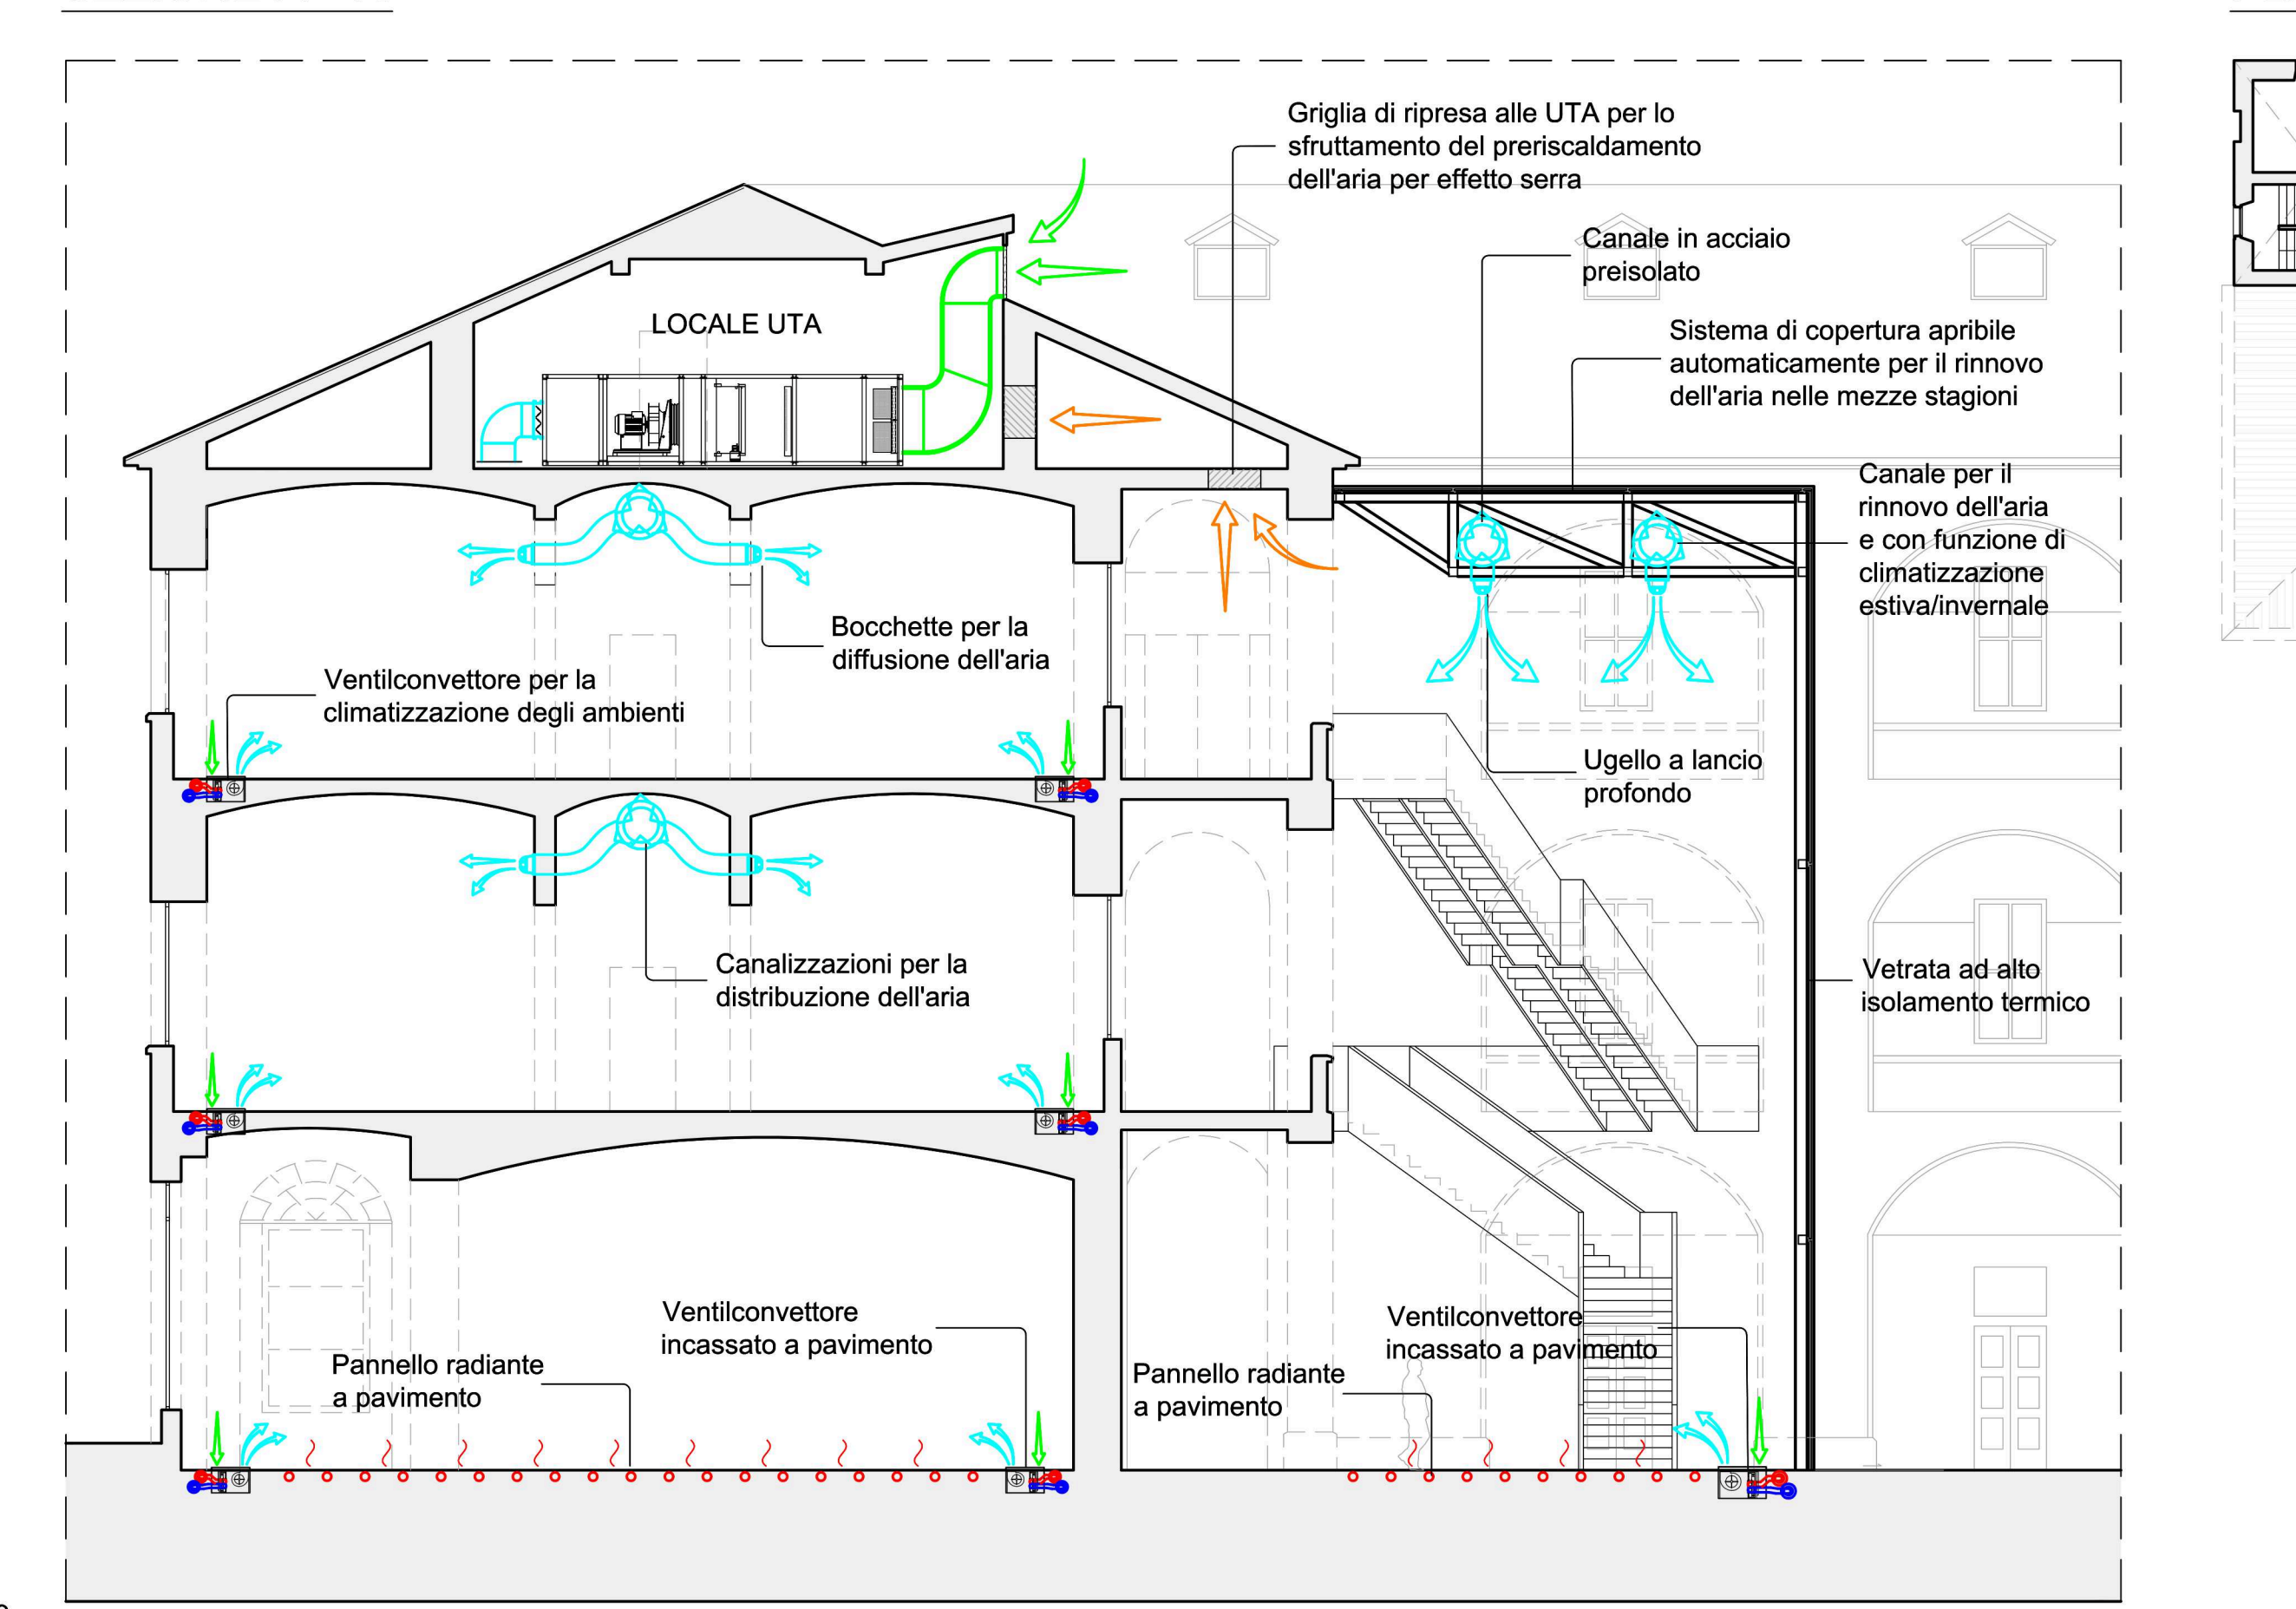 Griglia di ripresa alle UTA per lo
sfruttamento del preriscaldamento
dell'aria per effetto serra
Canale in acciaio
preisolato
LOCALE UTA
Sistema di copertura apribile
automaticamente per il rinnovo
dell'aria nelle mezze stagioni
Canale per il
rinnovo dell'aria
e con funzione di
climatizzazione
estiva/invernale
Bocchette per la
diffusione dell'aria
Ventilconvettore per la
climatizzazione degli ambienti
Ugello a lancio
profondo
Canalizzazioni per la
distribuzione dell'aria
Vetrata ad alto
isolamento termico
Ventilconvettore
incassato a pavimento
Ventilconvettore
incassato a pavimento
Pannello radiante
a pavimento
Pannello radiante
a pavimento